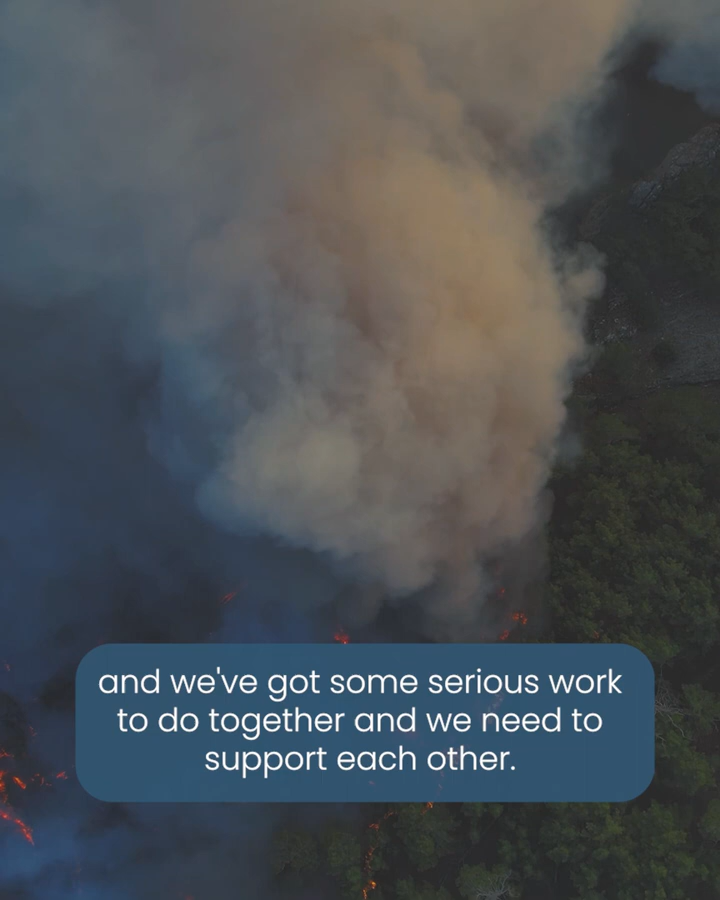 and we've got some serious work
to do together and we need to
support each other.